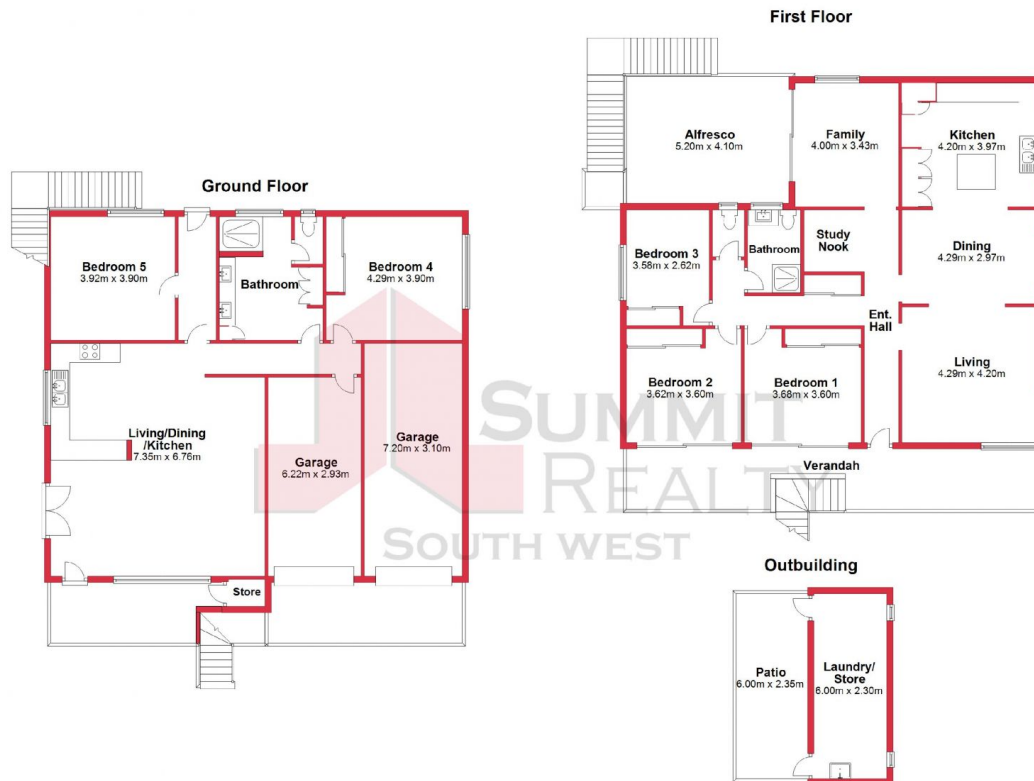 First Floor
Alfresco
5.20m x 4.10m
Family
4.00m x 3.43m
Kitchen
4.20m x 3.97m
Bedroom 3
3.58m x 2.62m
Bathroom
Study
Nook
Dining
4.29m x 2.97m
Ent.
Hall
Living
4.29m x 4.20m
Bedroom 2
3.62m x 3.60m
Bedroom 1
3.68m x 3.60m
Verandah
Ground Floor
Bedroom 5
3.92m x 3.90m
Bathroom
Bedroom 4
4.29m x 3.90m
Living/Dining
/Kitchen
7.35m x 6.76m
Garage
6.22m x 2.93m
Garage
7.20m x 3.10m
Store
SUMMIT
REALTY
SOUTH WEST
Outbuilding
Patio
6.00m x 2.35m
Laundry/
Store
6.00m x 2.30m